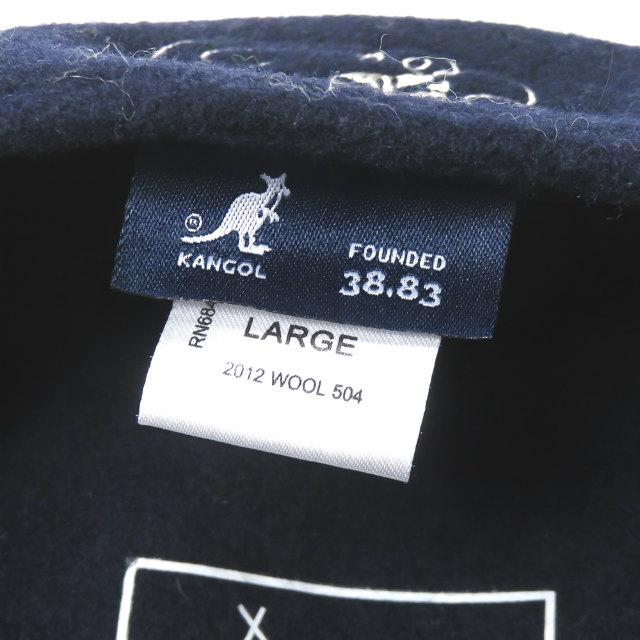 ®
KANGOL
FOUNDED
38.83
LARGE
2012 WOOL 504
X